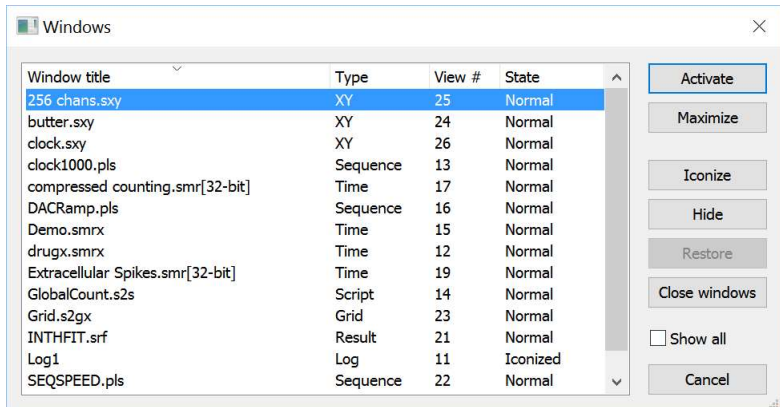 Windows
Window title Type View # State
256 chans.sxy XY 25 Normal
butter.sxy XY 24 Normal
clock.sxy XY 26 Normal
clock1000.pls Sequence 13 Normal
compressed counting.smr[32-bit] Time 17 Normal
DACRamp.pls Sequence 16 Normal
Demo.smrx Time 15 Normal
drugx.smrx Time 12 Normal
Extracellular Spikes.smr[32-bit] Time 19 Normal
GlobalCount.s2s Script 14 Normal
Grid.s2gx Grid 23 Normal
INTHFIT.srf Result 21 Normal
Log1 Log 11 Iconized
SEQSPEED.pls Sequence 22 Normal
Activate
Maximize
Iconize
Hide
Restore
Close windows
Show all
Cancel